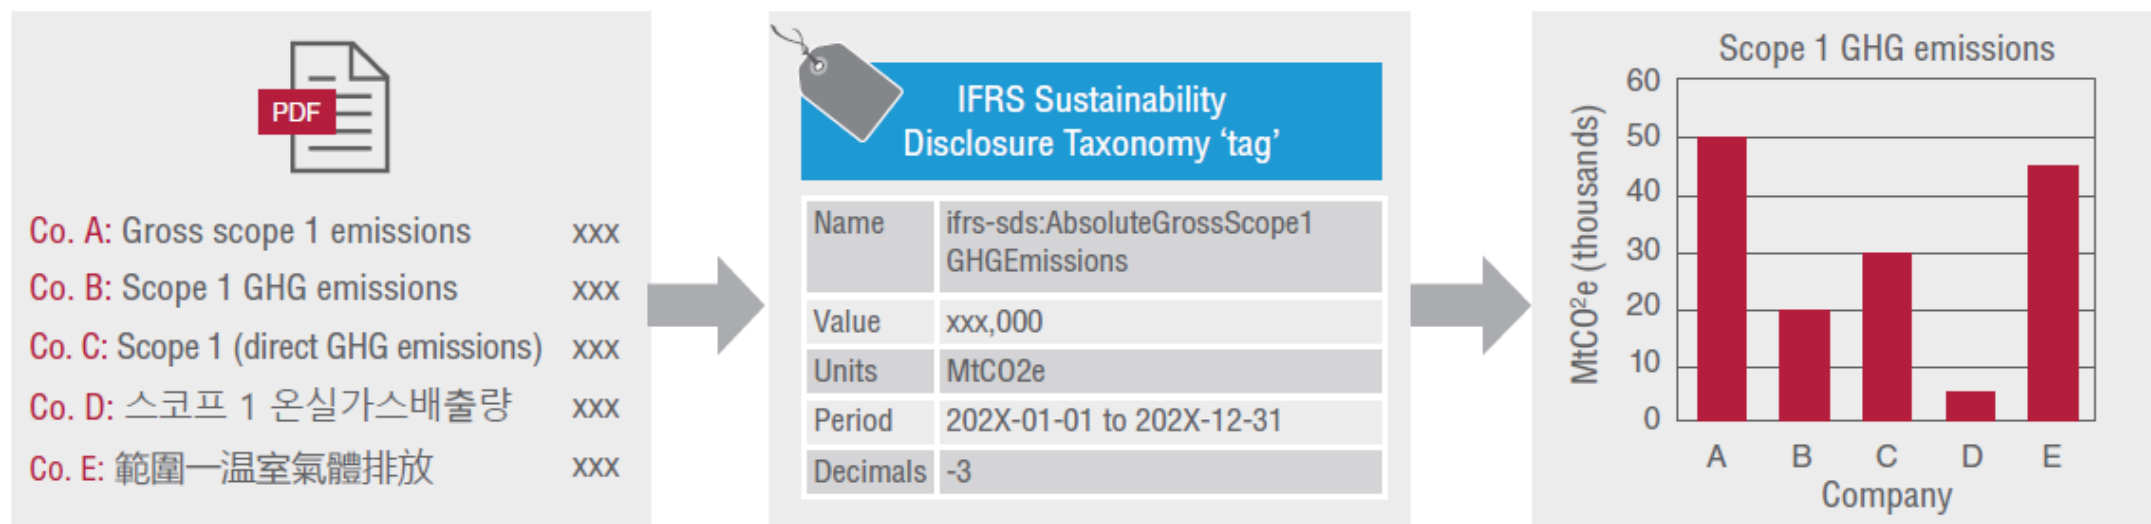 PDF
Co. A: Gross scope 1 emissions xxx
Co. B: Scope 1 GHG emissions xxx
Co. C: Scope 1 (direct GHG emissions) xxx
Co. D: 스코프 1 온실가스배출량 xxx
Co. E: 範圍一温室氣體排放 xxx
IFRS Sustainability
Disclosure Taxonomy ‘tag’
Name ifrs-sds:AbsoluteGrossScope1
GHGEmissions
Value xxx,000
Units MtCO2e
Period 202X-01-01 to 202X-12-31
Decimals -3
Scope 1 GHG emissions
MtCO²e (thousands)
60
50
40
30
20
10
0
A B C D E
Company